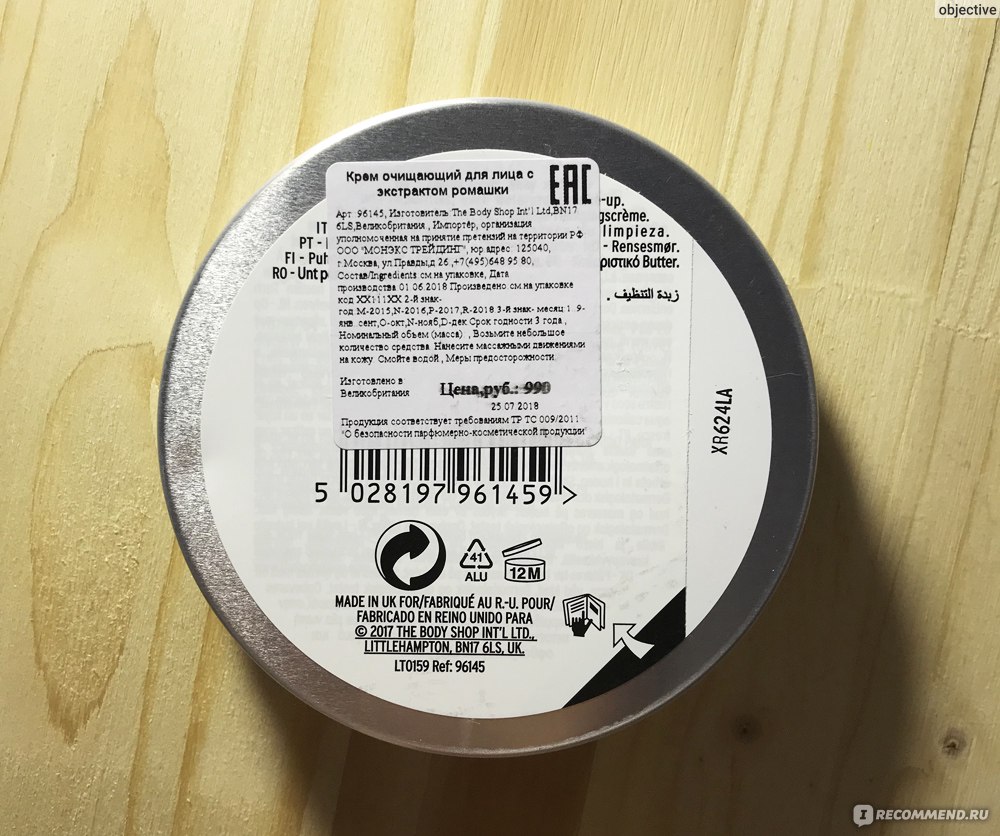 objective
Крем очищающий для лица с
экстрактом ромашки
EAC
Арт 96145, Изготовитель The Body Shop Int'l Ltd,BN17
6LS,Великобритания , Импортёр, организация
уполномоченная на принятие претензий на территории РФ
ООО "МОНЭКС ТРЕЙДИНГ", юр.адрес 125040,
г.Москва, ул.Правды,д 26 ,+7(495)648 95 80,
Состав/Ingredients см на упаковке, Дата
производства 01.06.2018 Произведено см на упаковке
код XX111XX 2-й знак-
год M-2015,N-2016,P-2017,R-2018 3-й знак- месяц 1..9-
янв..сент,О-окт,N-нояб,D-дек Срок годности 3 года ,
Номинальный объем (масса) , Возьмите небольшое
количество средства Нанесите массажными движениями
на кожу Смойте водой , Меры предосторожности
Изготовлено в
Великобритания
Цена,руб.: 990
25.07.2018
Продукция соответствует требованиям ТР ТС 009/2011
"О безопасности парфюмерно-косметической продукции"
IT
PT -
FI - Puh
RO - Unt p
-up.
gscrème.
limpieza.
- Rensesmør.
ριστικό Butter.
زبدة التنظيف .
XR624LA
5 028197 961459 >
41
ALU
12M
MADE IN UK FOR/FABRIQUÉ AU R.-U. POUR/
FABRICADO EN REINO UNIDO PARA
© 2017 THE BODY SHOP INT'L LTD.,
LITTLEHAMPTON, BN17 6LS, UK.
LT0159 Ref: 96145
I RECOMMEND.RU